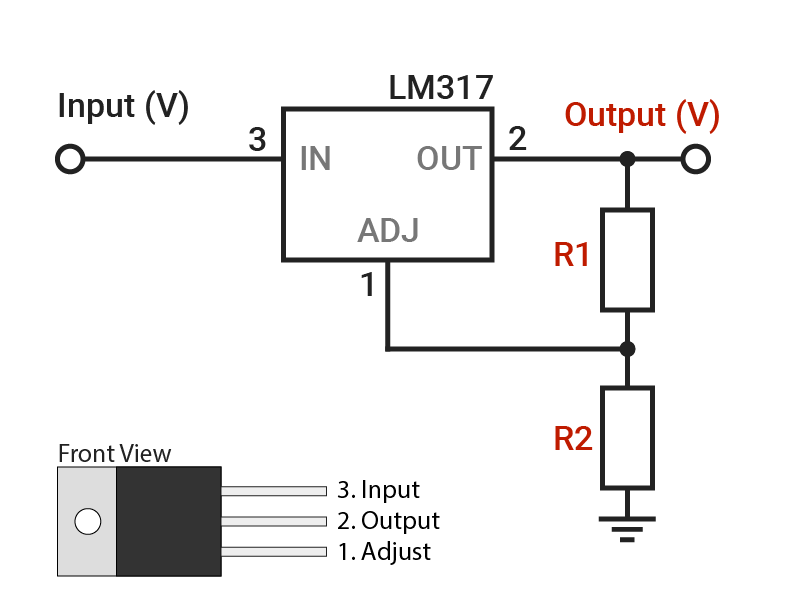 LM317
Input (V)
Output (V)
3
2
IN
OUT
ADJ
R1
1
R2
Front View
3. Input
2. Output
1. Adjust